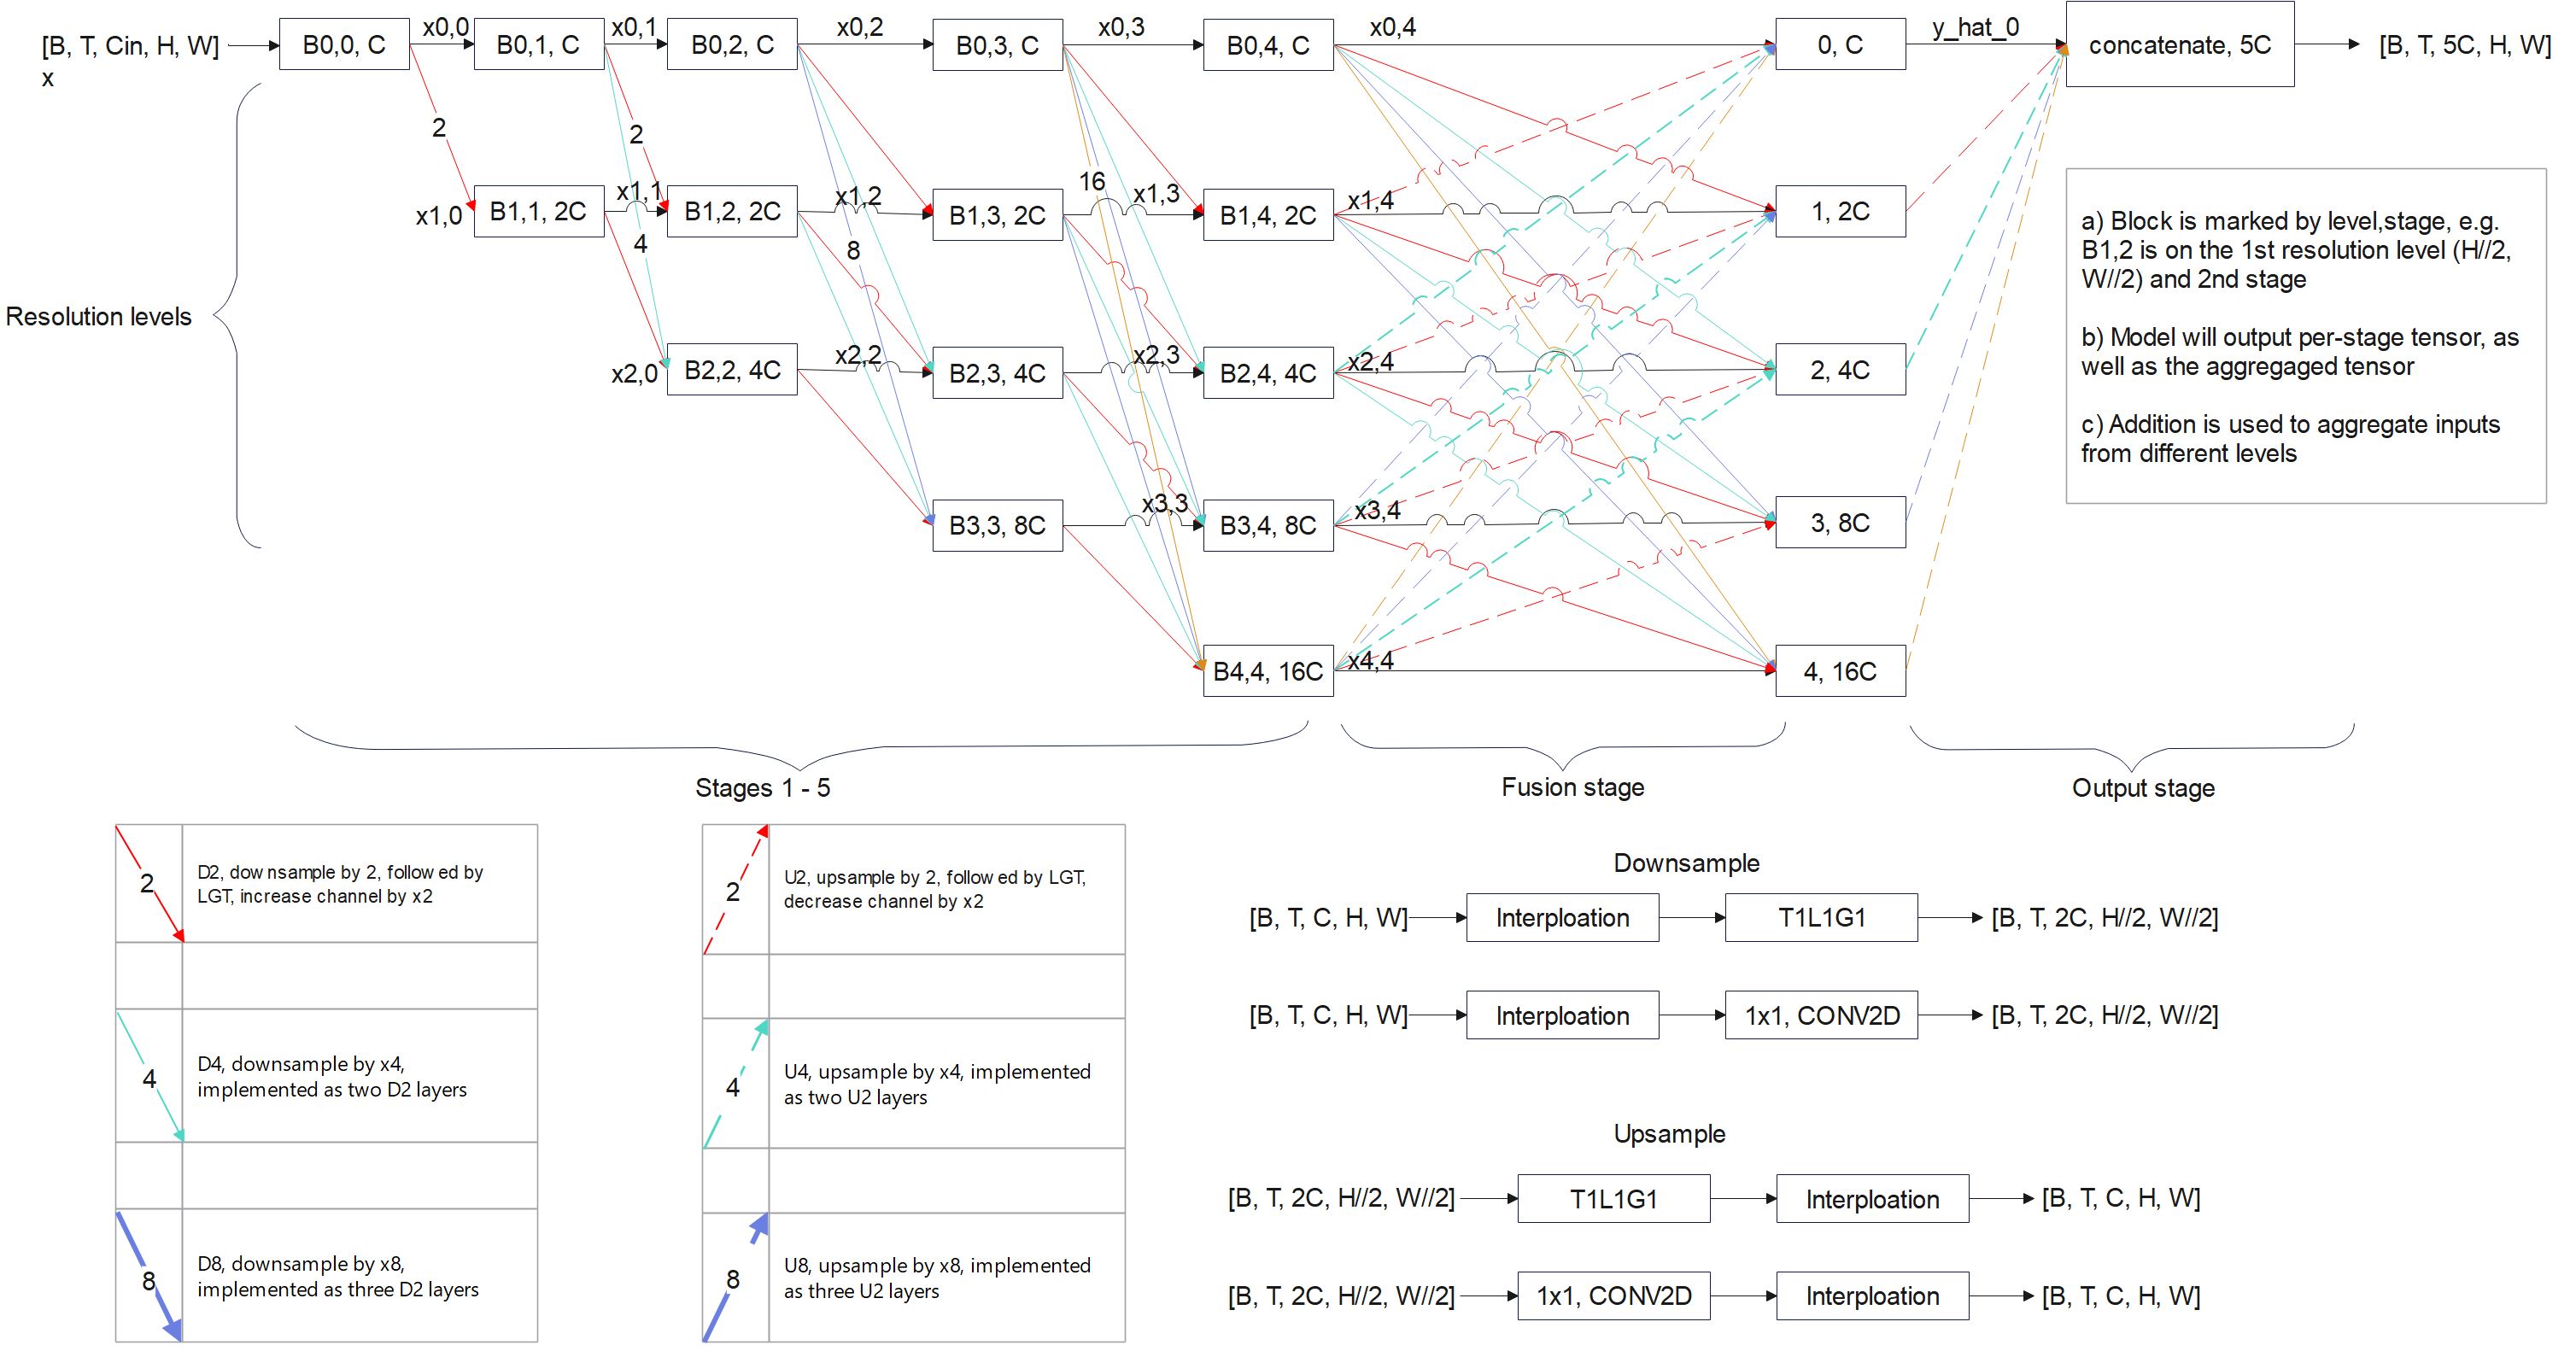 [B, T, Cin, H, W]
x
B0,0, C
x0,0
B0,1, C
x0,1
B0,2, C
x0,2
B0,3, C
x0,3
B0,4, C
x0,4
0, C
y_hat_0
concatenate, 5C
[B, T, 5C, H, W]
2
2
x1,0
B1,1, 2C
x1,1
B1,2, 2C
x1,2
B1,3, 2C
16
x1,3
B1,4, 2C
x1,4
1, 2C
4
8
Resolution levels
x2,0
B2,2, 4C
x2,2
B2,3, 4C
x2,3
B2,4, 4C
x2,4
2, 4C
B3,3, 8C
x3,3
B3,4, 8C
x3,4
3, 8C
B4,4, 16C
x4,4
4, 16C
a) Block is marked by level,stage, e.g.
B1,2 is on the 1st resolution level (H//2,
W//2) and 2nd stage
b) Model will output per-stage tensor, as
well as the aggregaged tensor
c) Addition is used to aggregate inputs
from different levels
Stages 1 - 5
Fusion stage
Output stage
2
D2, downsample by 2, followed by
LGT, increase channel by x2
4
D4, downsample by x4,
implemented as two D2 layers
8
D8, downsample by x8,
implemented as three D2 layers
2
U2, upsample by 2, followed by LGT,
decrease channel by x2
4
U4, upsample by x4, implemented
as two U2 layers
8
U8, upsample by x8, implemented
as three U2 layers
Downsample
[B, T, C, H, W]
Interploation
T1L1G1
[B, T, 2C, H//2, W//2]
[B, T, C, H, W]
Interploation
1x1, CONV2D
[B, T, 2C, H//2, W//2]
Upsample
[B, T, 2C, H//2, W//2]
T1L1G1
Interploation
[B, T, C, H, W]
[B, T, 2C, H//2, W//2]
1x1, CONV2D
Interploation
[B, T, C, H, W]